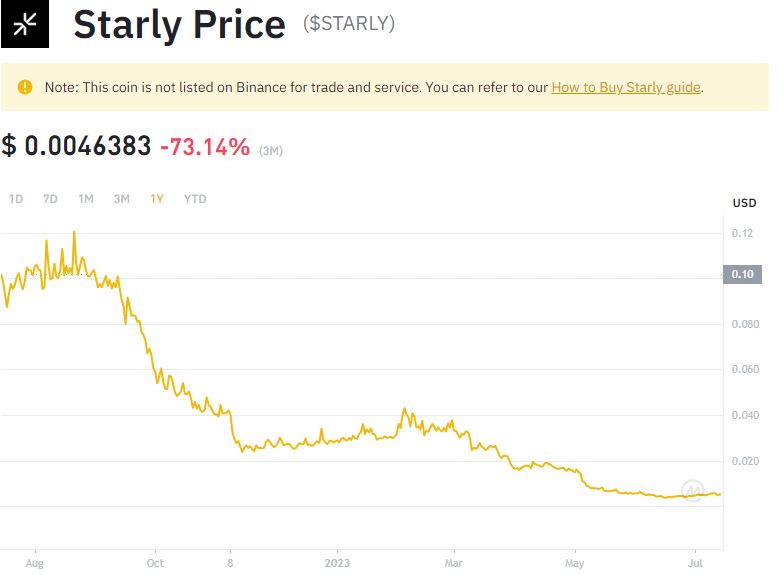 Starly Price ($STARLY)
Note: This coin is not listed on Binance for trade and service. You can refer to our How to Buy Starly guide.
$ 0.0046383 -73.14% (3M)
1D 7D 1M 3M 1Y YTD
USD
0.12
0.10
0.080
0.060
0.040
0.020
Aug Oct 8 2023 Mar May Jul